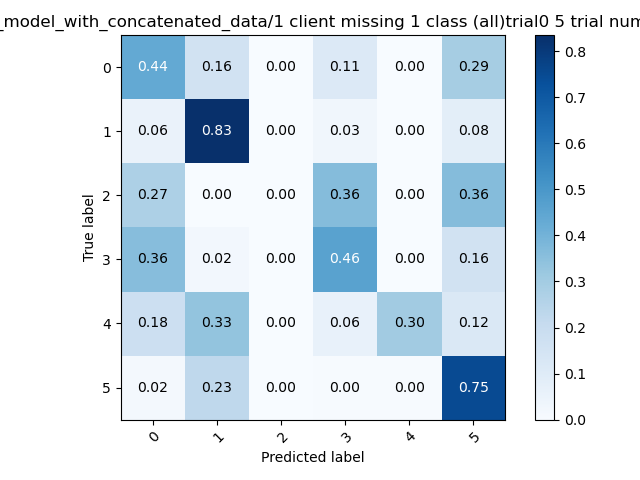 _model_with_concatenated_data/1 client missing 1 class (all)trial0 5 trial num
0 0.44 0.16 0.00 0.11 0.00 0.29
1 0.06 0.83 0.00 0.03 0.00 0.08
2 0.27 0.00 0.00 0.36 0.00 0.36
3 0.36 0.02 0.00 0.46 0.00 0.16
4 0.18 0.33 0.00 0.06 0.30 0.12
5 0.02 0.23 0.00 0.00 0.00 0.75
0 1 2 3 4 5
Predicted label
True label
0.8
0.7
0.6
0.5
0.4
0.3
0.2
0.1
0.0